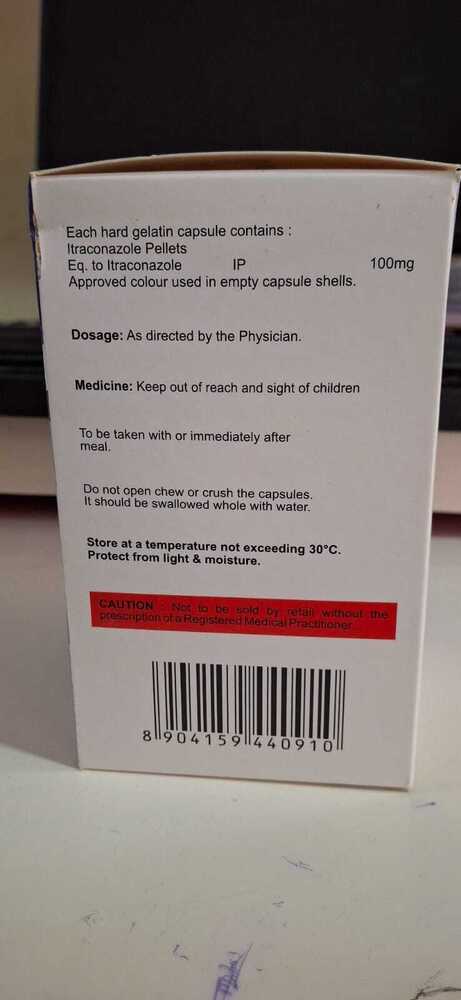 Each hard gelatin capsule contains :
Itraconazole Pellets
Eq. to Itraconazole IP 100mg
Approved colour used in empty capsule shells.
Dosage: As directed by the Physician.
Medicine: Keep out of reach and sight of children
To be taken with or immediately after
meal.
Do not open chew or crush the capsules.
It should be swallowed whole with water.
Store at a temperature not exceeding 30°C.
Protect from light & moisture.
CAUTION : Not to be sold by retail without the
prescription of a Registered Medical Practitioner.
8 904159 440910